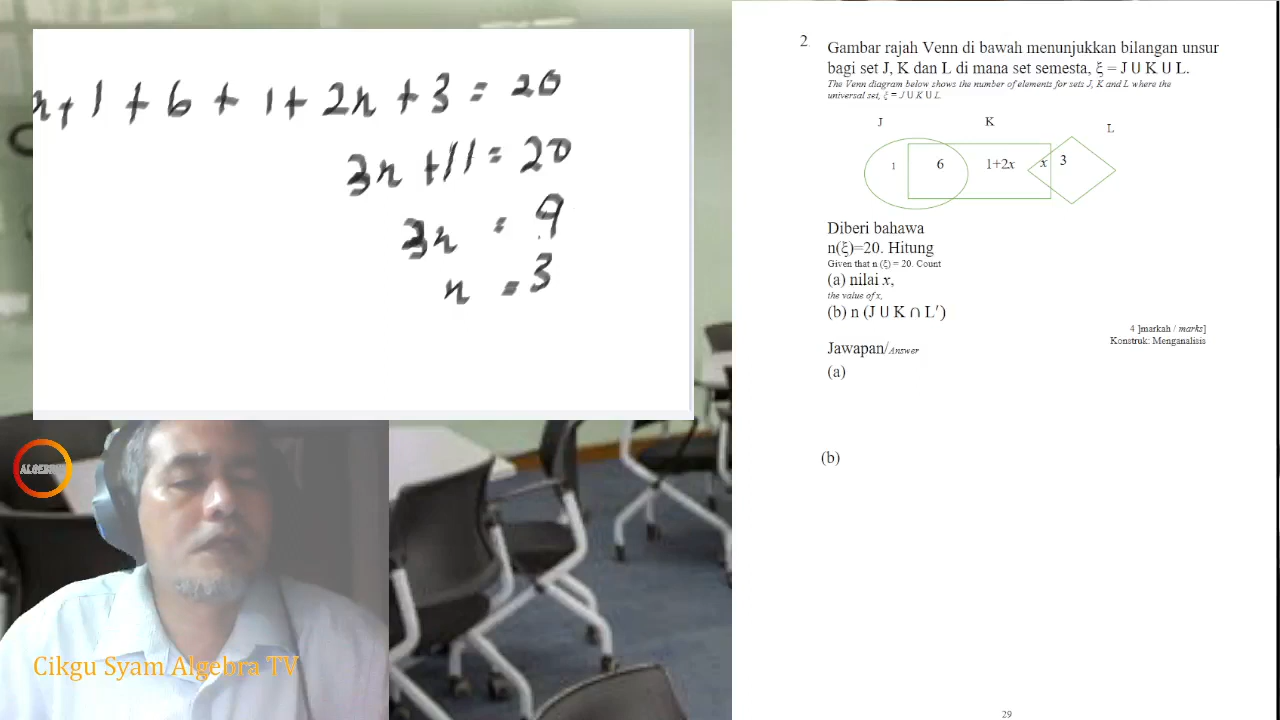 x + 1 + 6 + 1 + 2x + 3 = 20
3x + 11 = 20
3x = 9
x = 3
ALGEBRA
Cikgu Syam Algebra TV
2
Gambar rajah Venn di bawah menunjukkan bilangan unsur
bagi set J, K dan L di mana set semesta, ξ = J U K U L.
The Venn diagram below shows the number of elements for sets J, K and L where the
universal set, ξ = J U K U L.
J K L
1 6 1+2x x 3
Diberi bahawa
n(ξ)=20. Hitung
Given that n (ξ) = 20. Count
(a) nilai x,
the value of x,
(b) n (J U K ∩ L′)
4 ]markah / marks]
Konstruk: Menganalisis
Jawapan/Answer
(a)
(b)
29